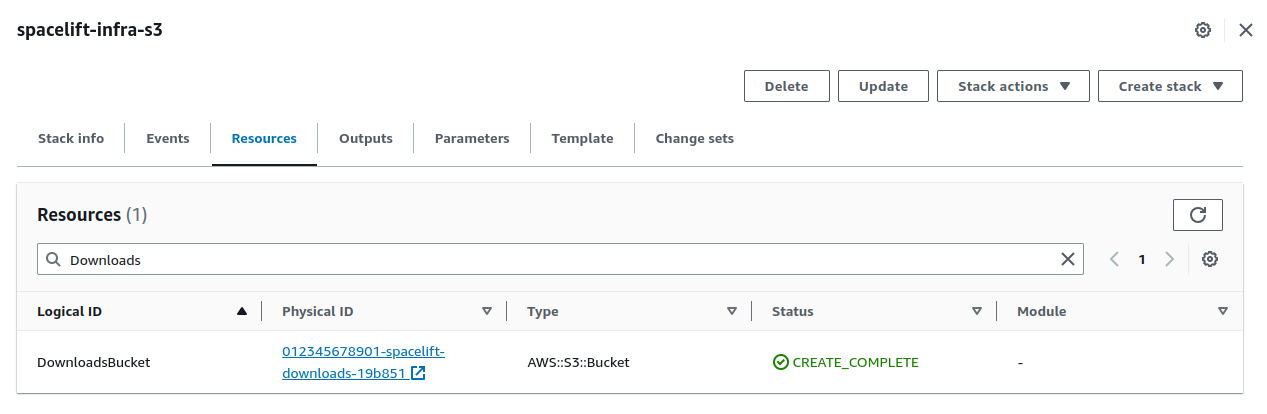 spacelift-infra-s3
Delete Update Stack actions Create stack
Stack info Events Resources Outputs Parameters Template Change sets
Resources (1)
Downloads 1
Logical ID Physical ID Type Status Module
DownloadsBucket 012345678901-spacelift- AWS::S3::Bucket CREATE_COMPLETE -
downloads-19b851